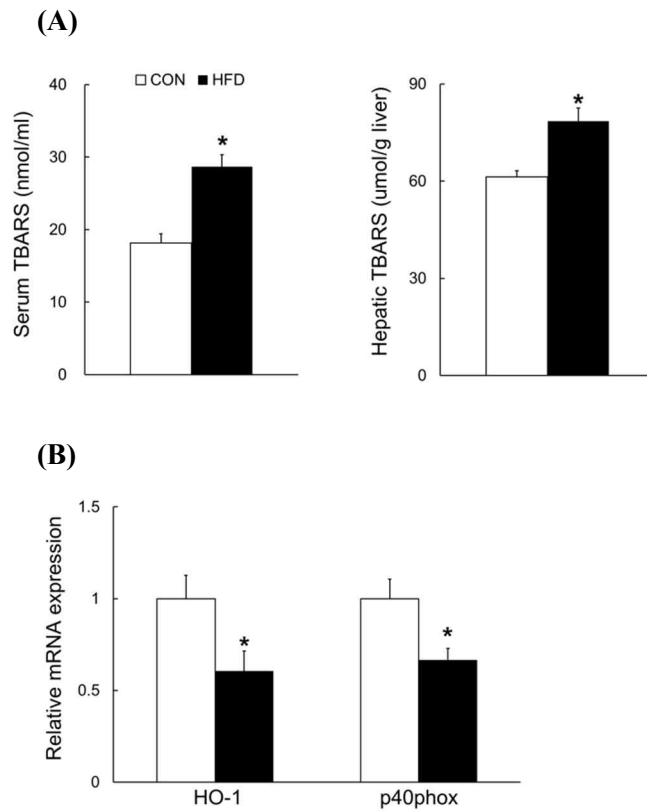 (A)
CON HFD
Serum TBARS (nmol/ml)
40
30
20
10
0
*
Hepatic TBARS (umol/g liver)
90
60
30
0
*
(B)
Relative mRNA expression
1.5
1
0.5
0
*
*
HO-1
p40phox